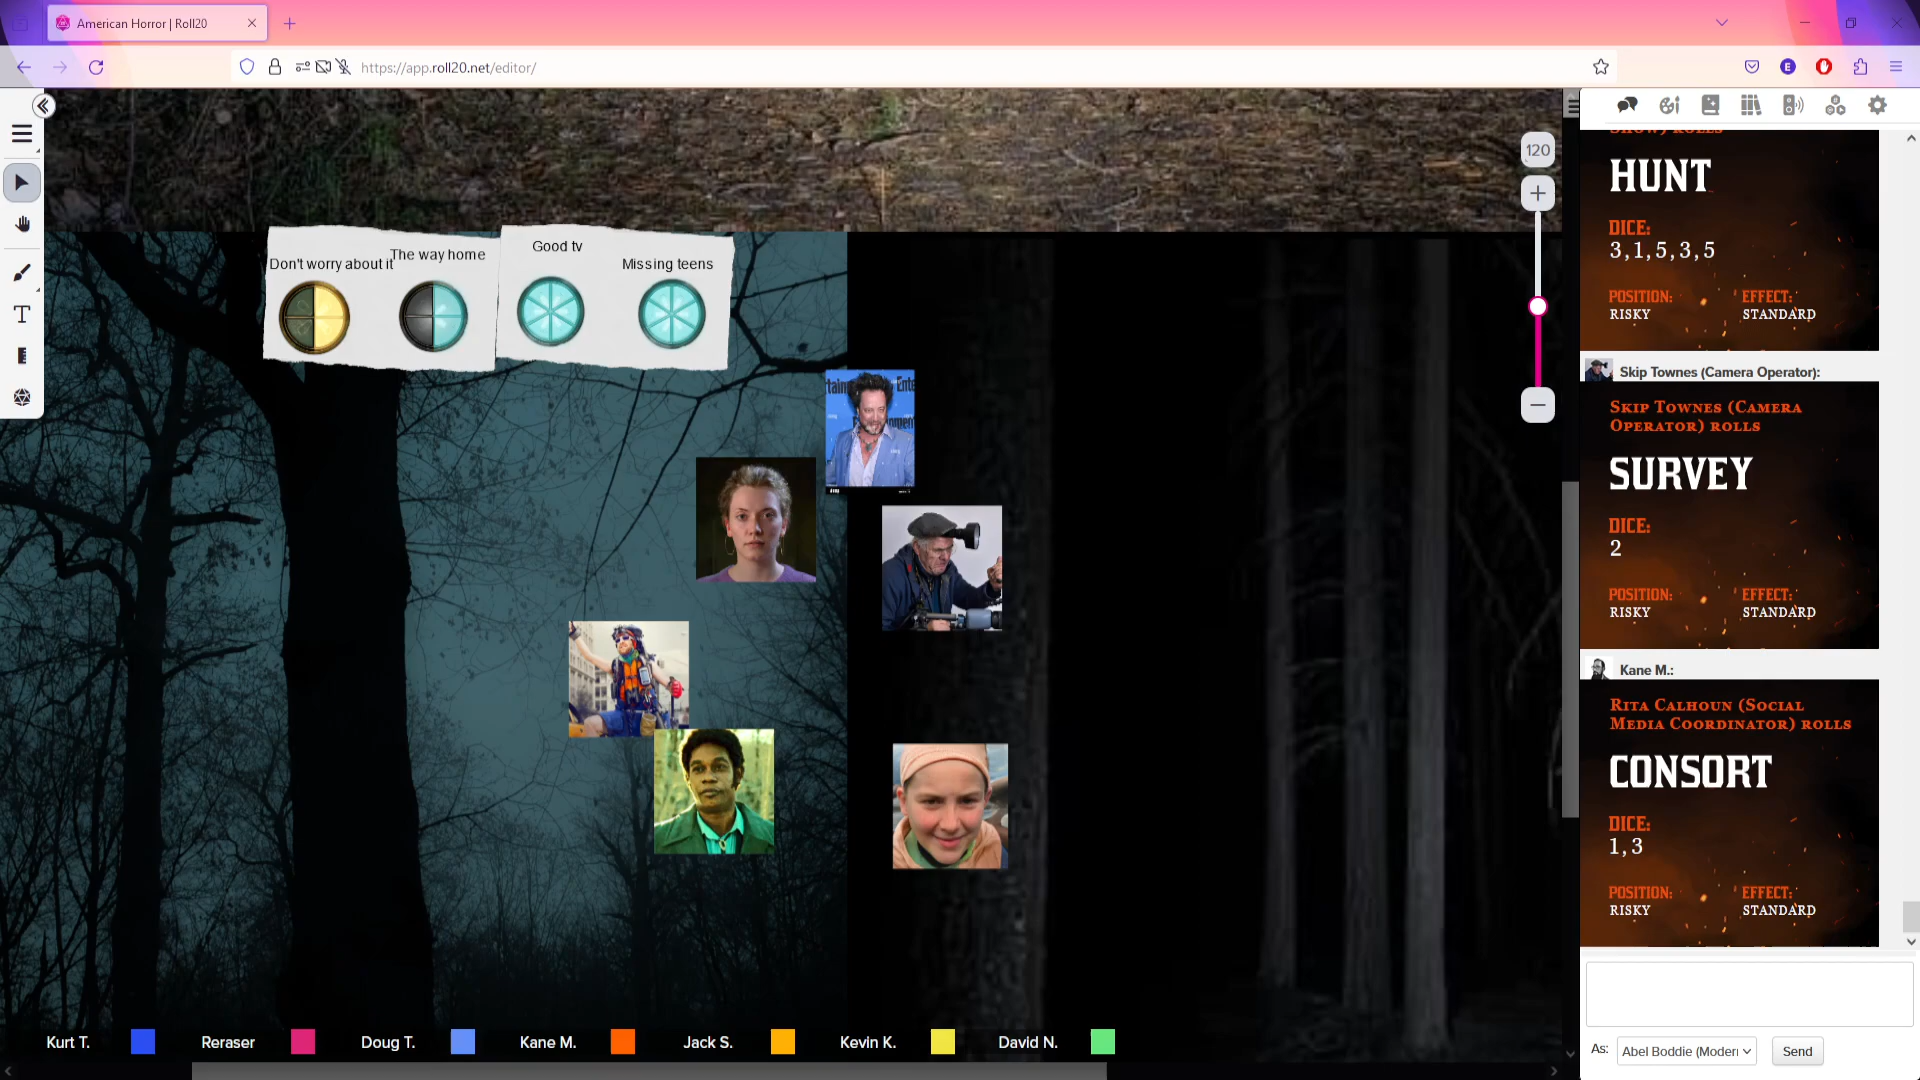 American Horror | Roll20
https://app.roll20.net/editor/
E
120
Don't worry about it
The way home
Good tv
Missing teens
HUNT
DICE:
3,1,5,3,5
POSITION: EFFECT:
RISKY STANDARD
Skip Townes (Camera Operator):
Skip Townes (Camera
Operator) rolls
SURVEY
DICE:
2
POSITION: EFFECT:
RISKY STANDARD
Kane M.:
Rita Calhoun (Social
Media Coordinator) rolls
CONSORT
DICE:
1,3
POSITION: EFFECT:
RISKY STANDARD
Kurt T. Reraser Doug T. Kane M. Jack S. Kevin K. David N.
As: Abel Boddie (Moder Send